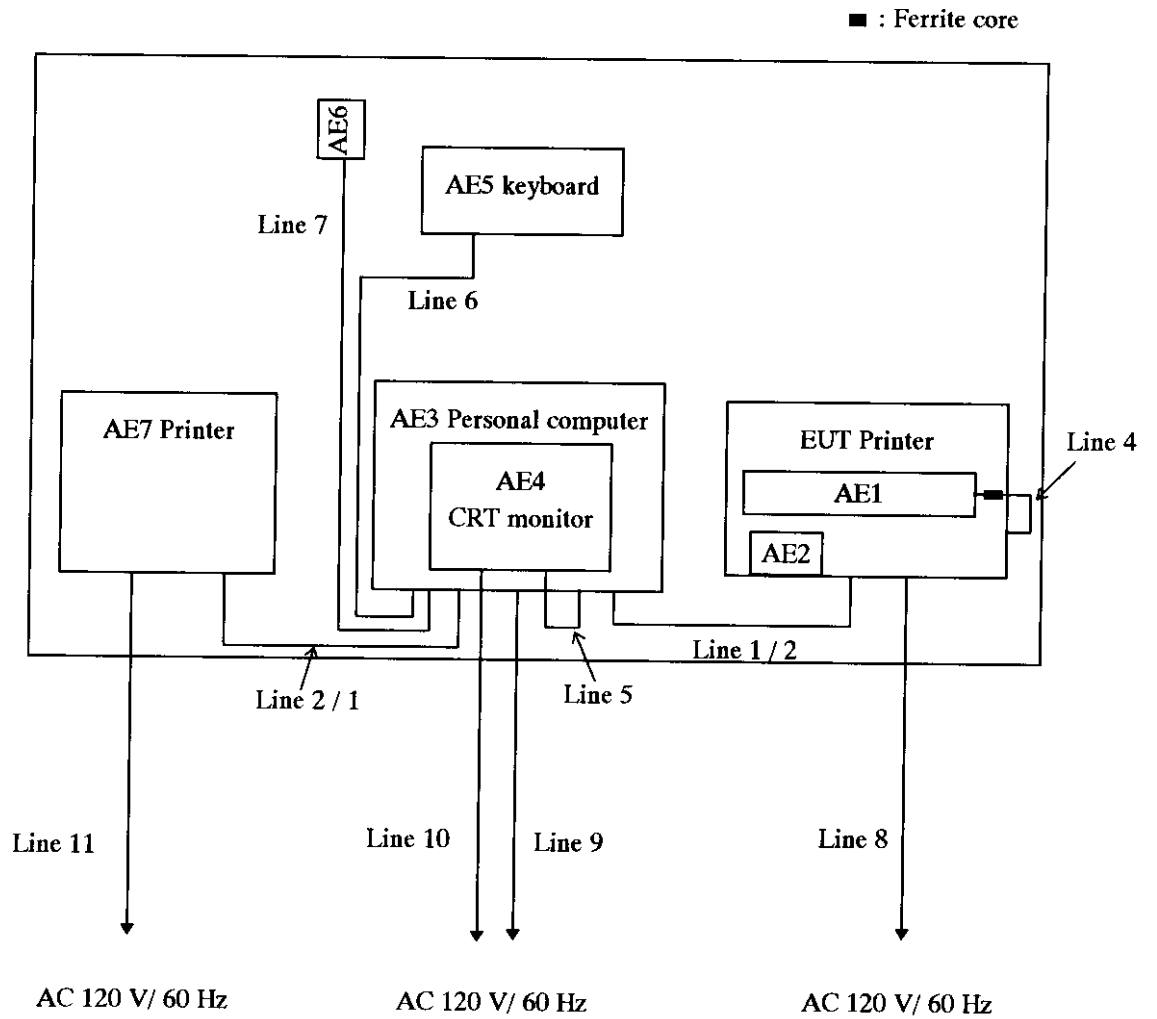 ■ : Ferrite core
AE6
AE5 keyboard
Line 7
Line 6
AE7 Printer
AE3 Personal computer
EUT Printer
Line 4
AE4
CRT monitor
AE1
AE2
Line 1 / 2
Line 2 / 1
Line 5
Line 11
Line 10
Line 9
Line 8
AC 120 V/ 60 Hz
AC 120 V/ 60 Hz
AC 120 V/ 60 Hz